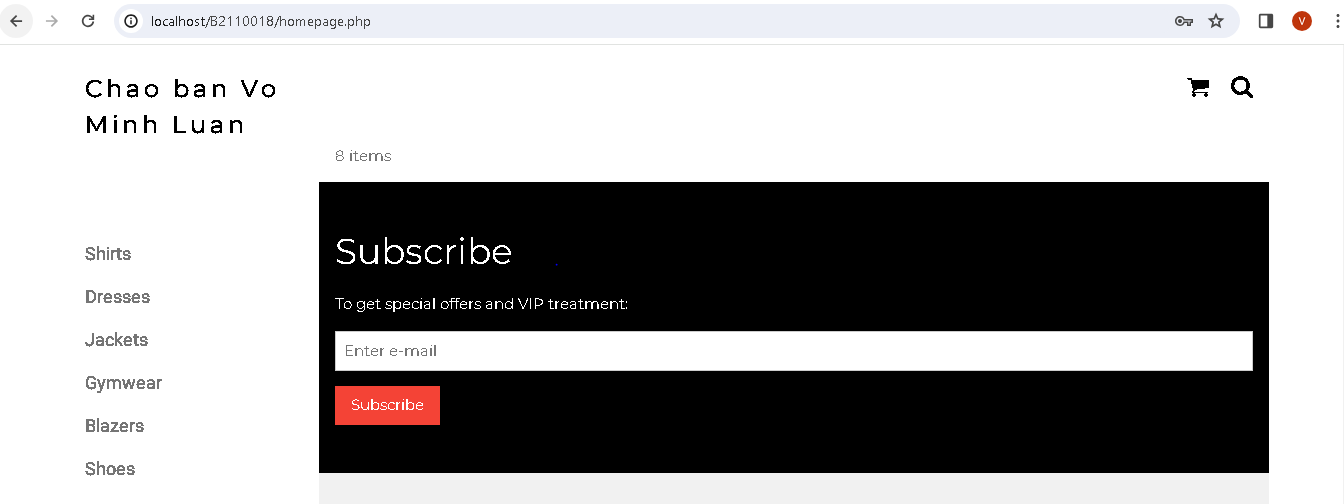 localhost/B2110018/homepage.php
V
Chao ban Vo
Minh Luan
8 items
Shirts
Dresses
Jackets
Gymwear
Blazers
Shoes
Subscribe
To get special offers and VIP treatment:
Enter e-mail
Subscribe